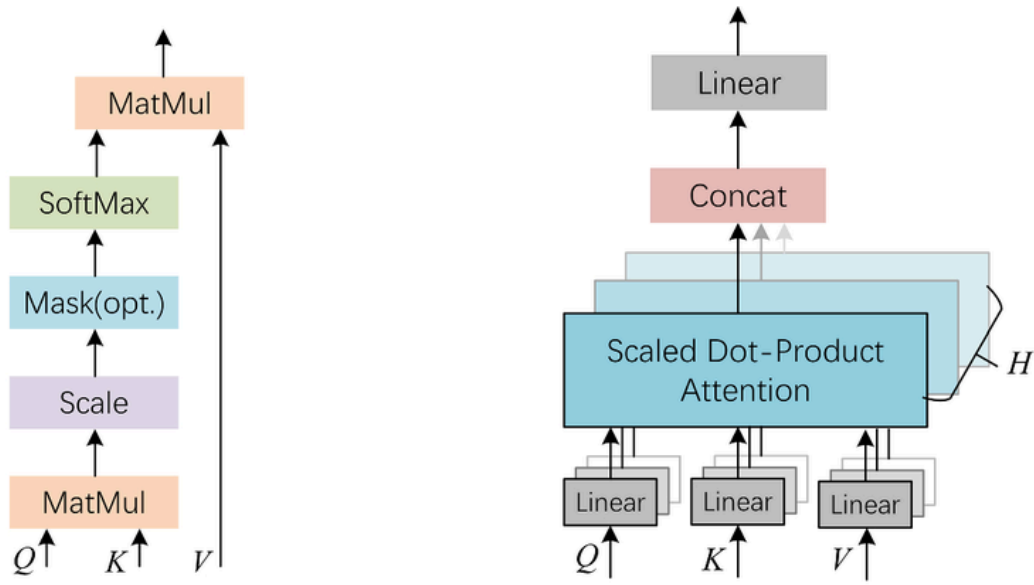 MatMul
SoftMax
Mask(opt.)
Scale
MatMul
Q K V
Linear
Concat
Scaled Dot-Product
Attention
H
Linear Linear Linear
Q K V